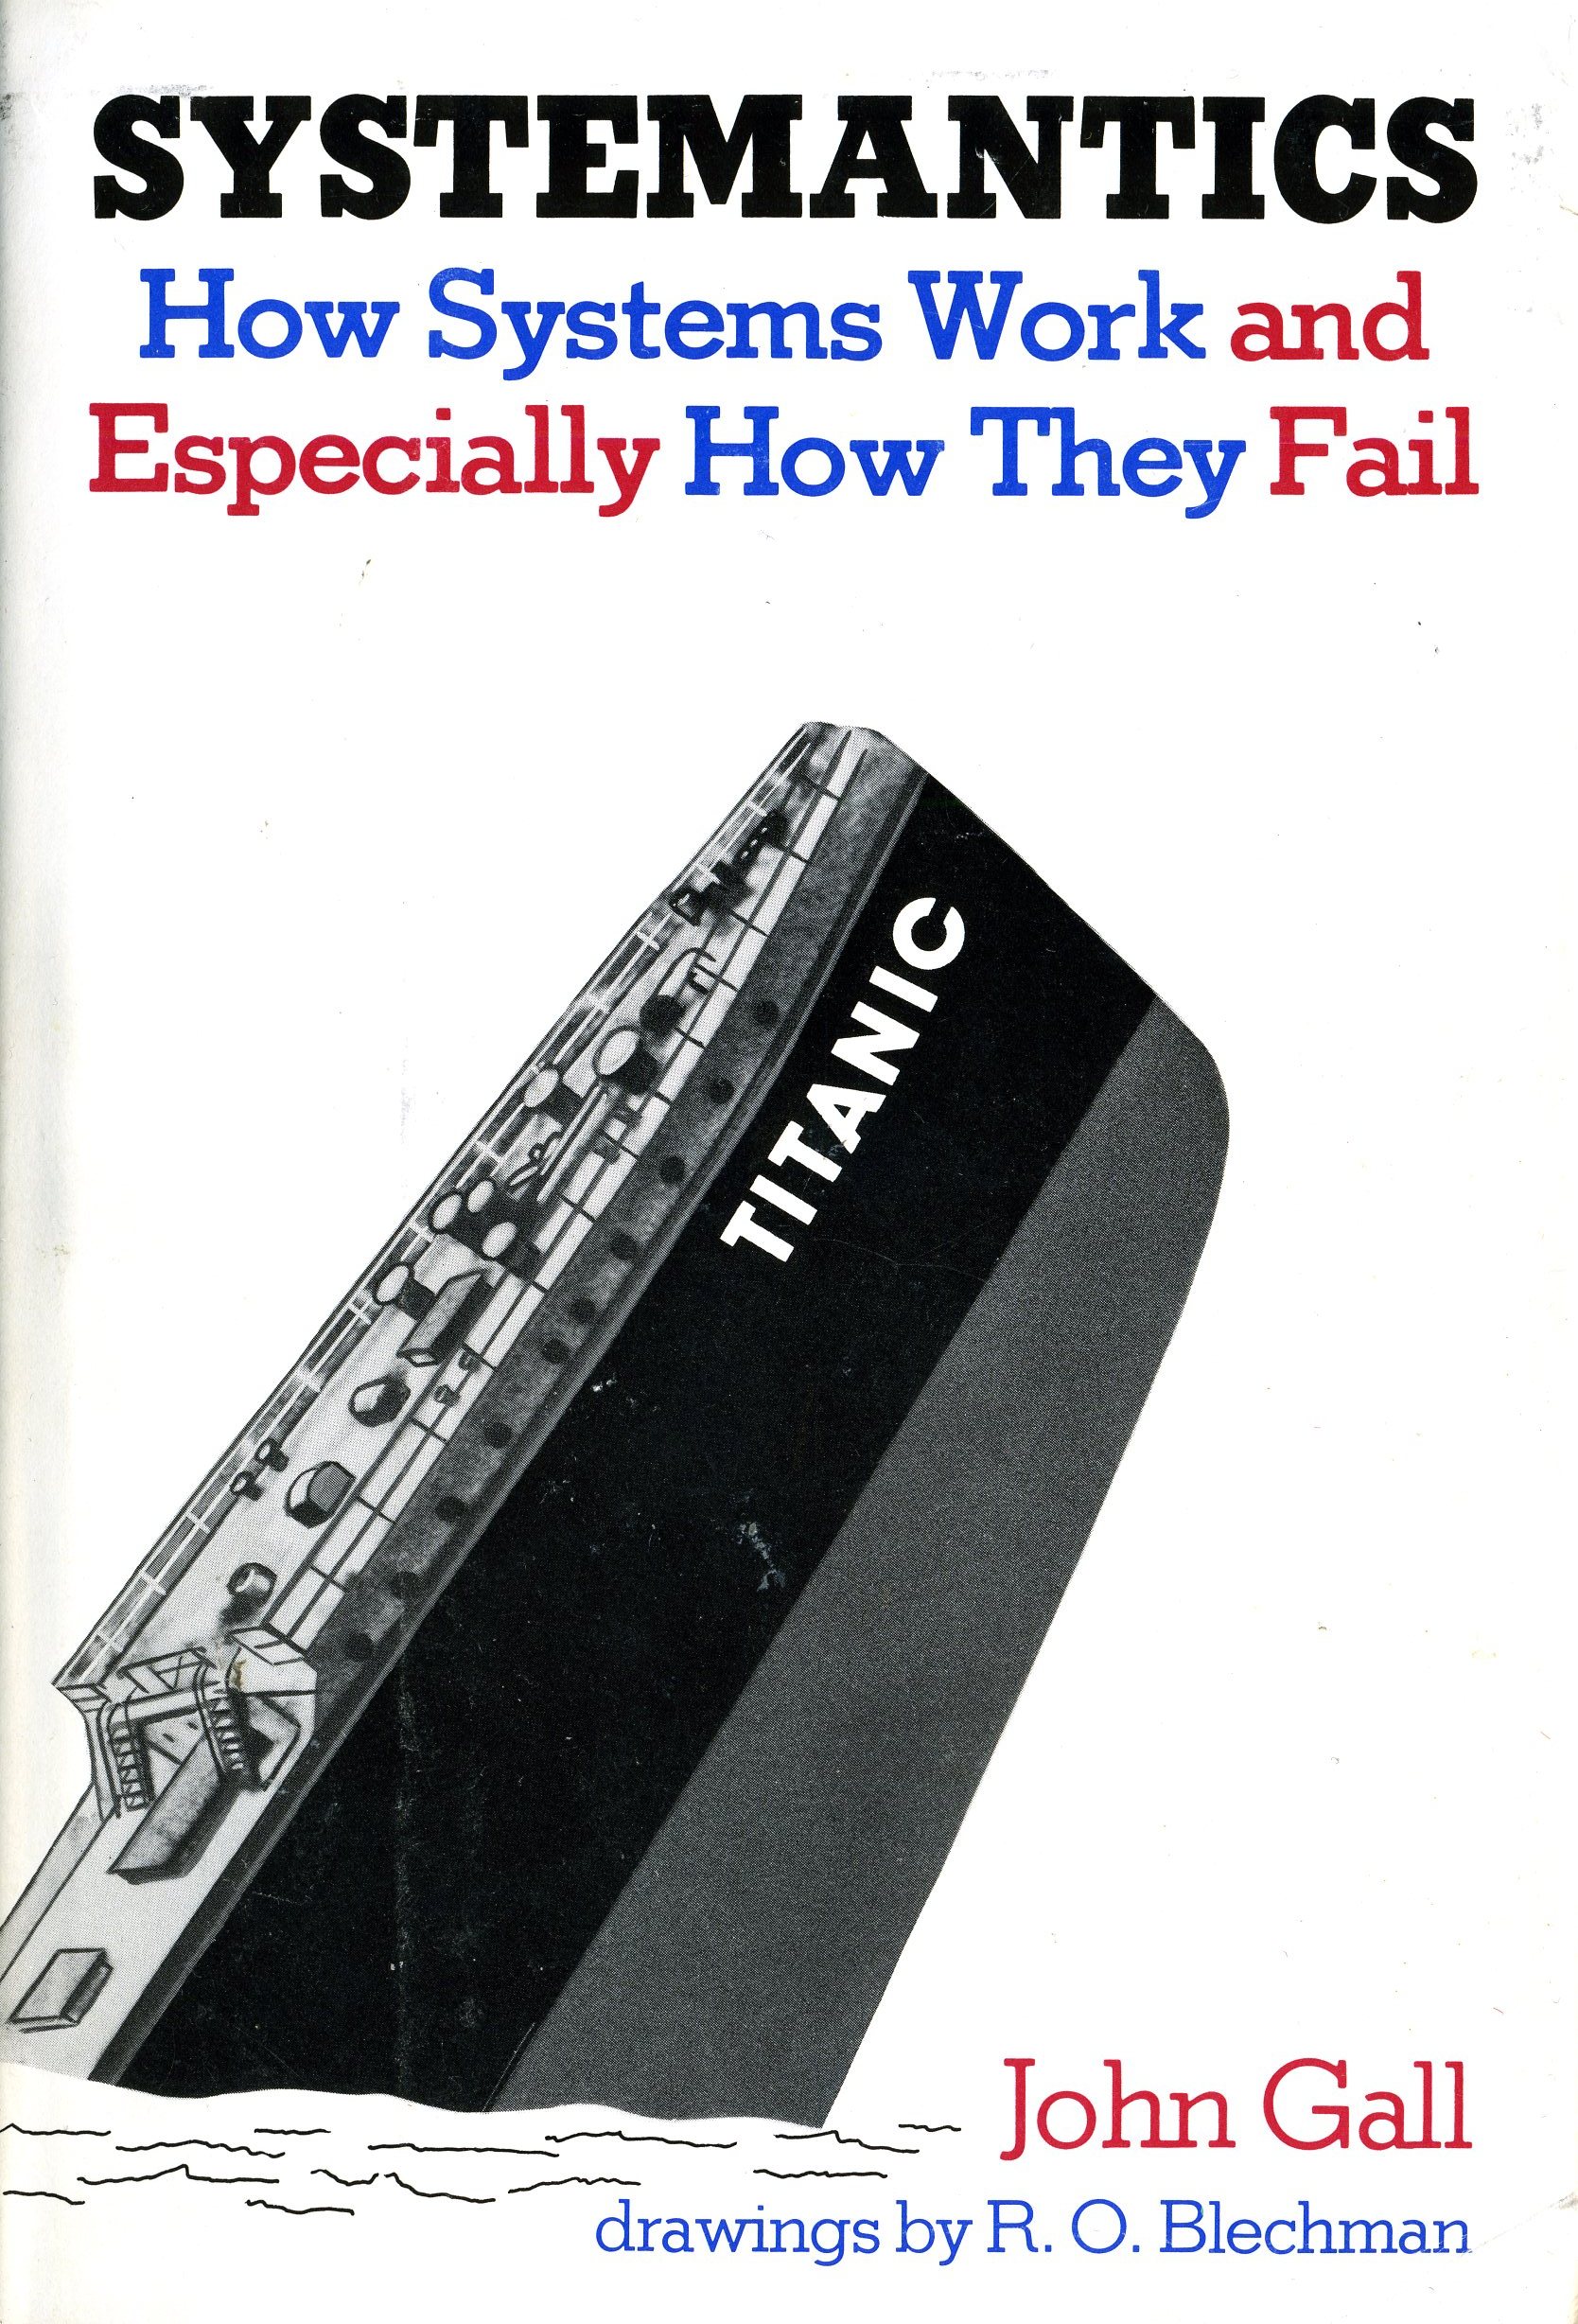 SYSTEMANTICS
How Systems Work and
Especially How They Fail
TITANIC
John Gall
drawings by R. O. Blechman